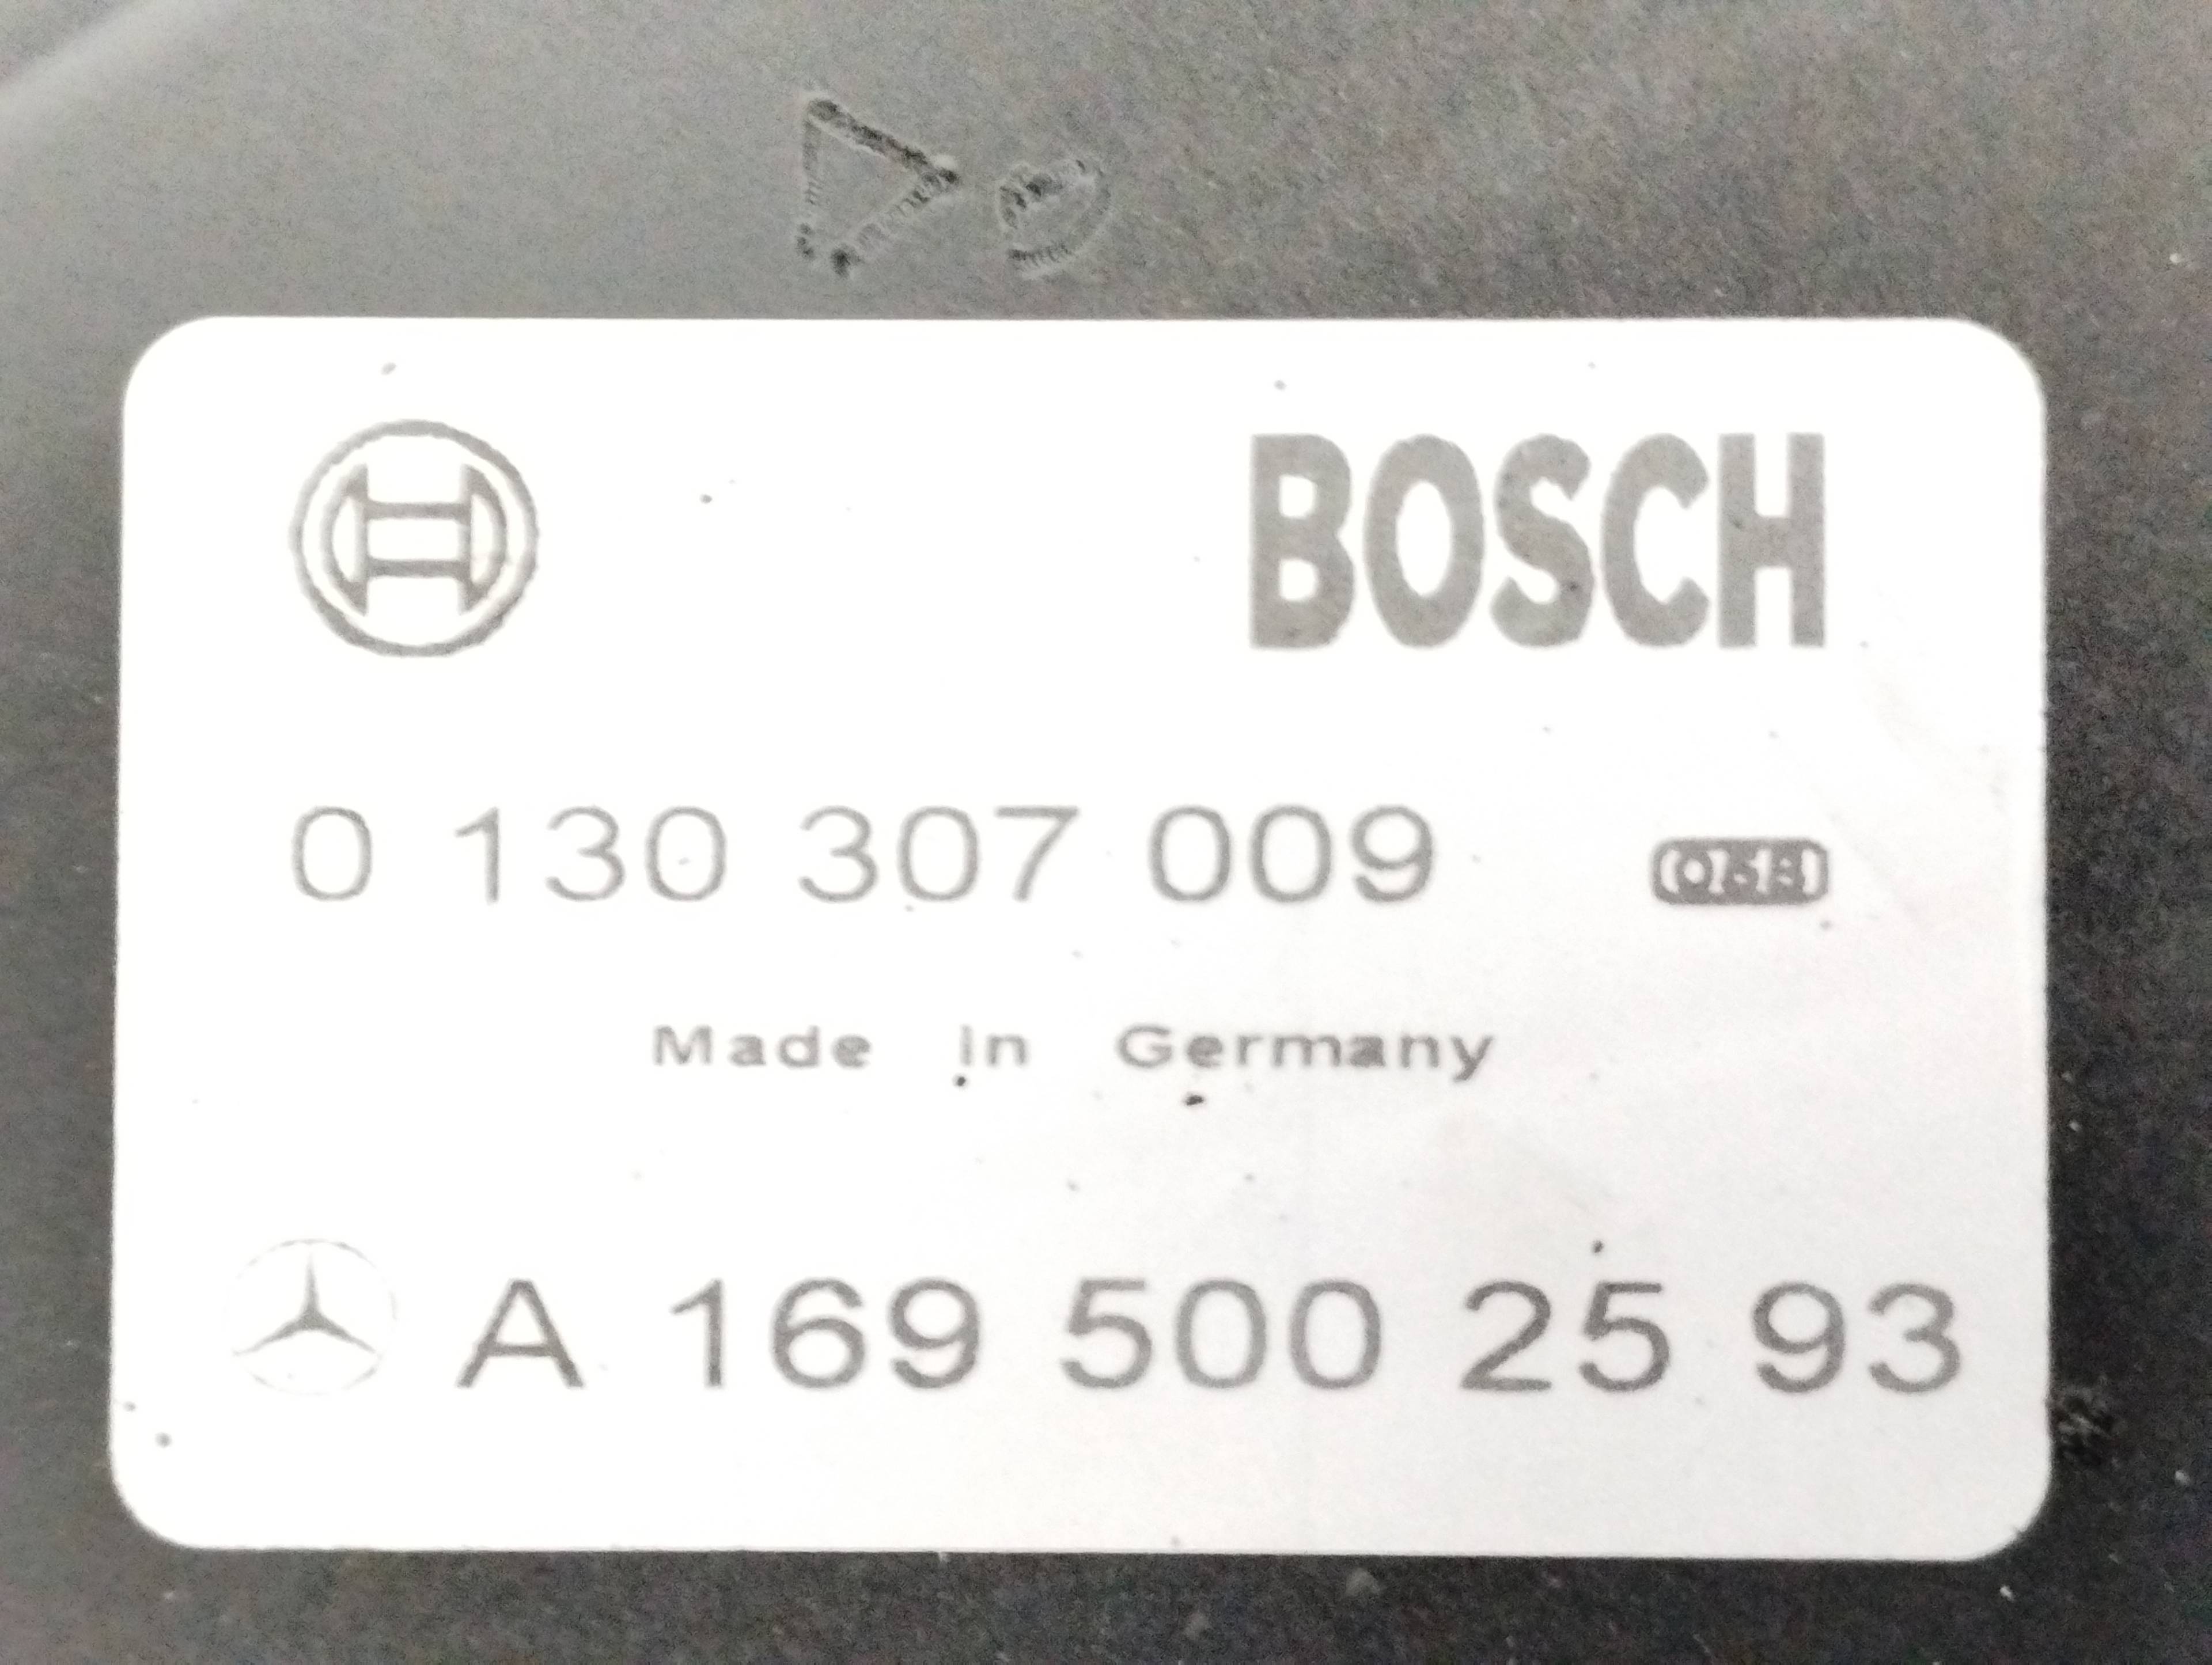 BOSCH
0 130 307 009
Made in Germany
A 169 500 25 93